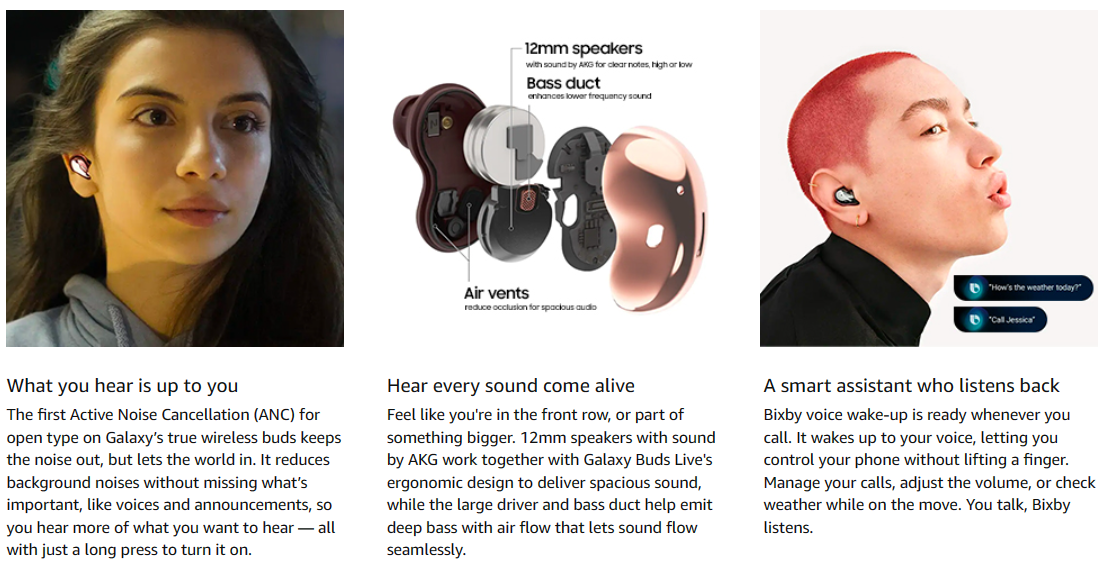 12mm speakers
with sound by AKG for clear notes, high or low
Bass duct
enhances lower frequency sound
Air vents
reduce occlusion for spacious audio
"How's the weather today?"
"Call Jessica"
What you hear is up to you
The first Active Noise Cancellation (ANC) for
open type on Galaxy’s true wireless buds keeps
the noise out, but lets the world in. It reduces
background noises without missing what’s
important, like voices and announcements, so
you hear more of what you want to hear — all
with just a long press to turn it on.
Hear every sound come alive
Feel like you're in the front row, or part of
something bigger. 12mm speakers with sound
by AKG work together with Galaxy Buds Live's
ergonomic design to deliver spacious sound,
while the large driver and bass duct help emit
deep bass with air flow that lets sound flow
seamlessly.
A smart assistant who listens back
Bixby voice wake-up is ready whenever you
call. It wakes up to your voice, letting you
control your phone without lifting a finger.
Manage your calls, adjust the volume, or check
weather while on the move. You talk, Bixby
listens.